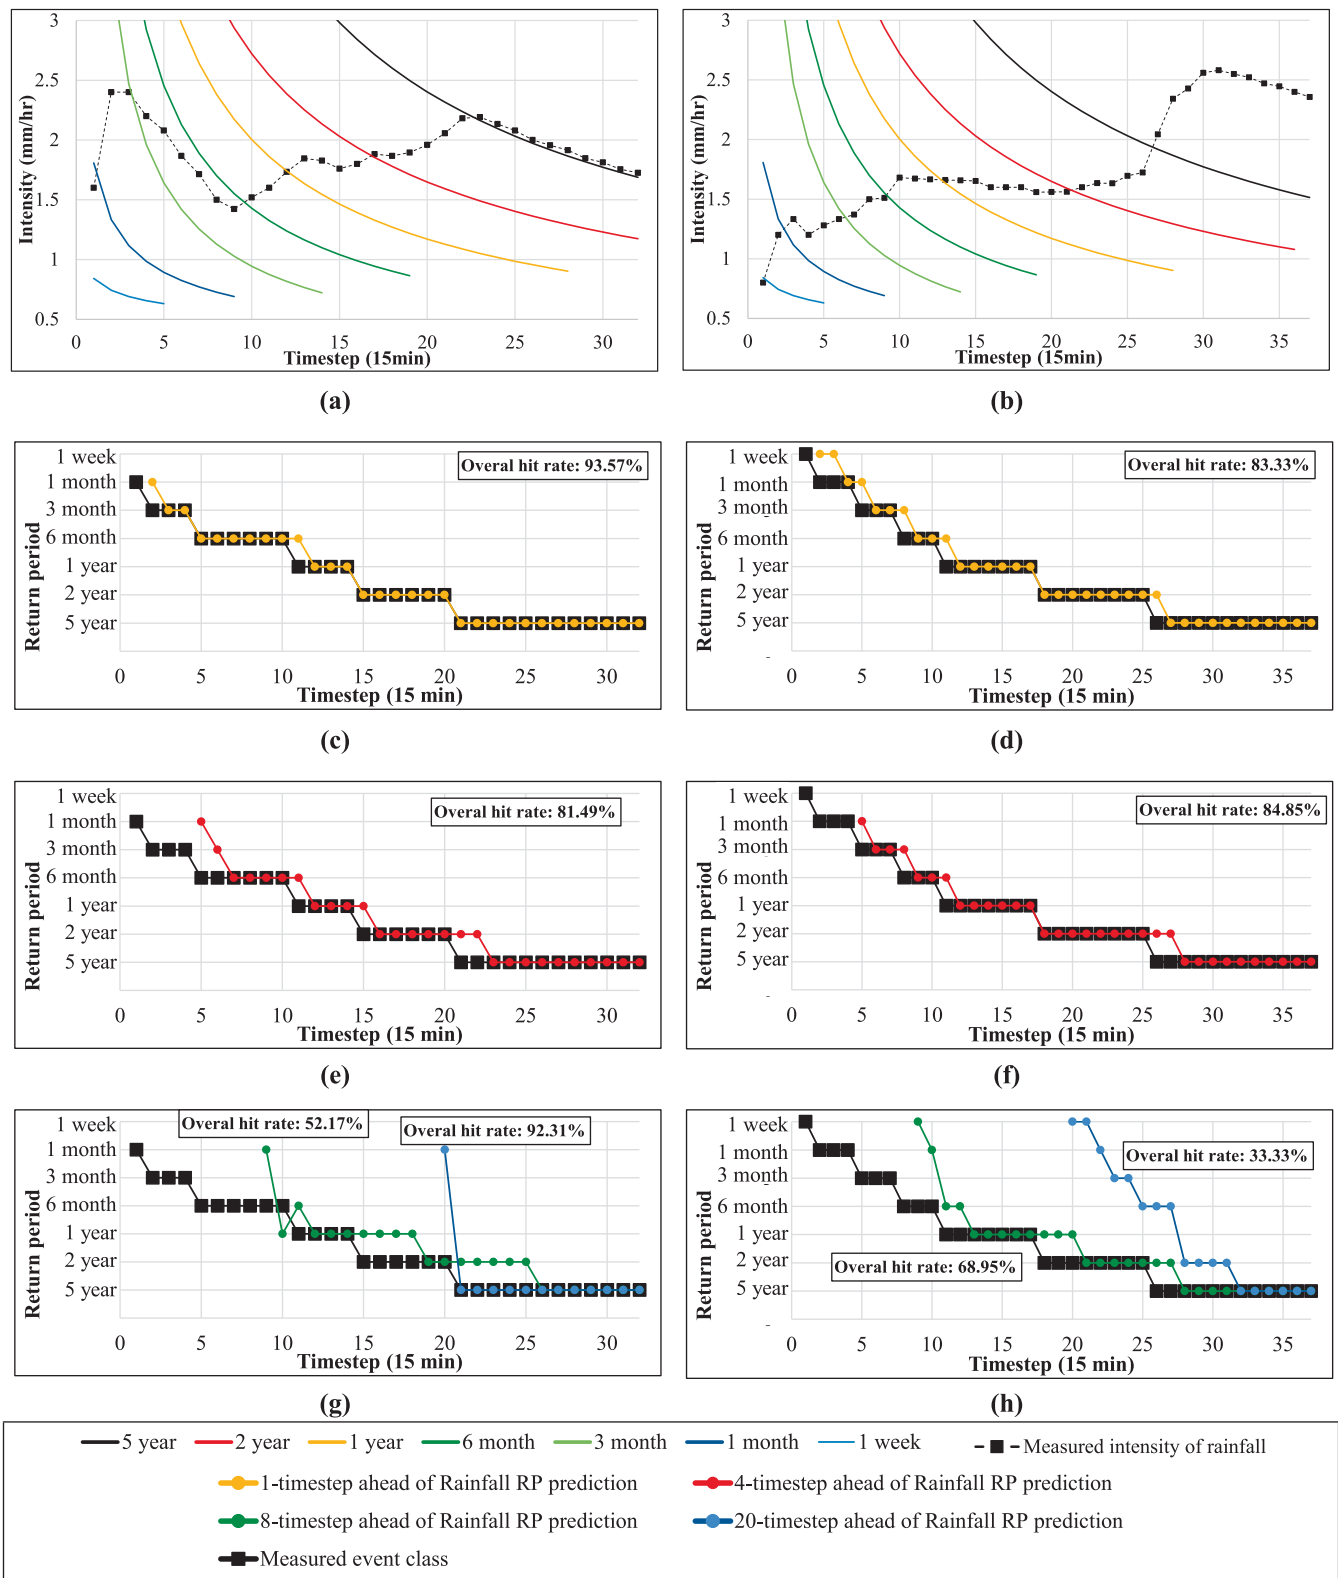 3
2.5
2
1.5
1
0.5
Intensity (mm/hr)
0 5 10 15 20 25 30
Timestep (15min)
(a)
3
2.5
2
1.5
1
0.5
Intensity (mm/hr)
0 5 10 15 20 25 30 35
Timestep (15min)
(b)
Overal hit rate: 93.57%
1 week
1 month
3 month
6 month
1 year
2 year
5 year
Return period
0 5 10 15 20 25 30
Timestep (15 min)
(c)
Overal hit rate: 83.33%
1 week
1 month
3 month
6 month
1 year
2 year
5 year
Return period
0 5 10 15 20 25 30 35
Timestep (15 min)
(d)
Overal hit rate: 81.49%
1 week
1 month
3 month
6 month
1 year
2 year
5 year
Return period
0 5 10 15 20 25 30
Timestep (15 min)
(e)
Overal hit rate: 84.85%
1 week
1 month
3 month
6 month
1 year
2 year
5 year
Return period
0 5 10 15 20 25 30 35
Timestep (15 min)
(f)
Overal hit rate: 52.17%
Overal hit rate: 92.31%
1 week
1 month
3 month
6 month
1 year
2 year
5 year
Return period
0 5 10 15 20 25 30
Timestep (15 min)
(g)
Overal hit rate: 33.33%
Overal hit rate: 68.95%
1 week
1 month
3 month
6 month
1 year
2 year
5 year
Return period
0 5 10 15 20 25 30 35
Timestep (15 min)
(h)
5 year 2 year 1 year 6 month 3 month 1 month 1 week Measured intensity of rainfall
1-timestep ahead of Rainfall RP prediction 4-timestep ahead of Rainfall RP prediction
8-timestep ahead of Rainfall RP prediction 20-timestep ahead of Rainfall RP prediction
Measured event class